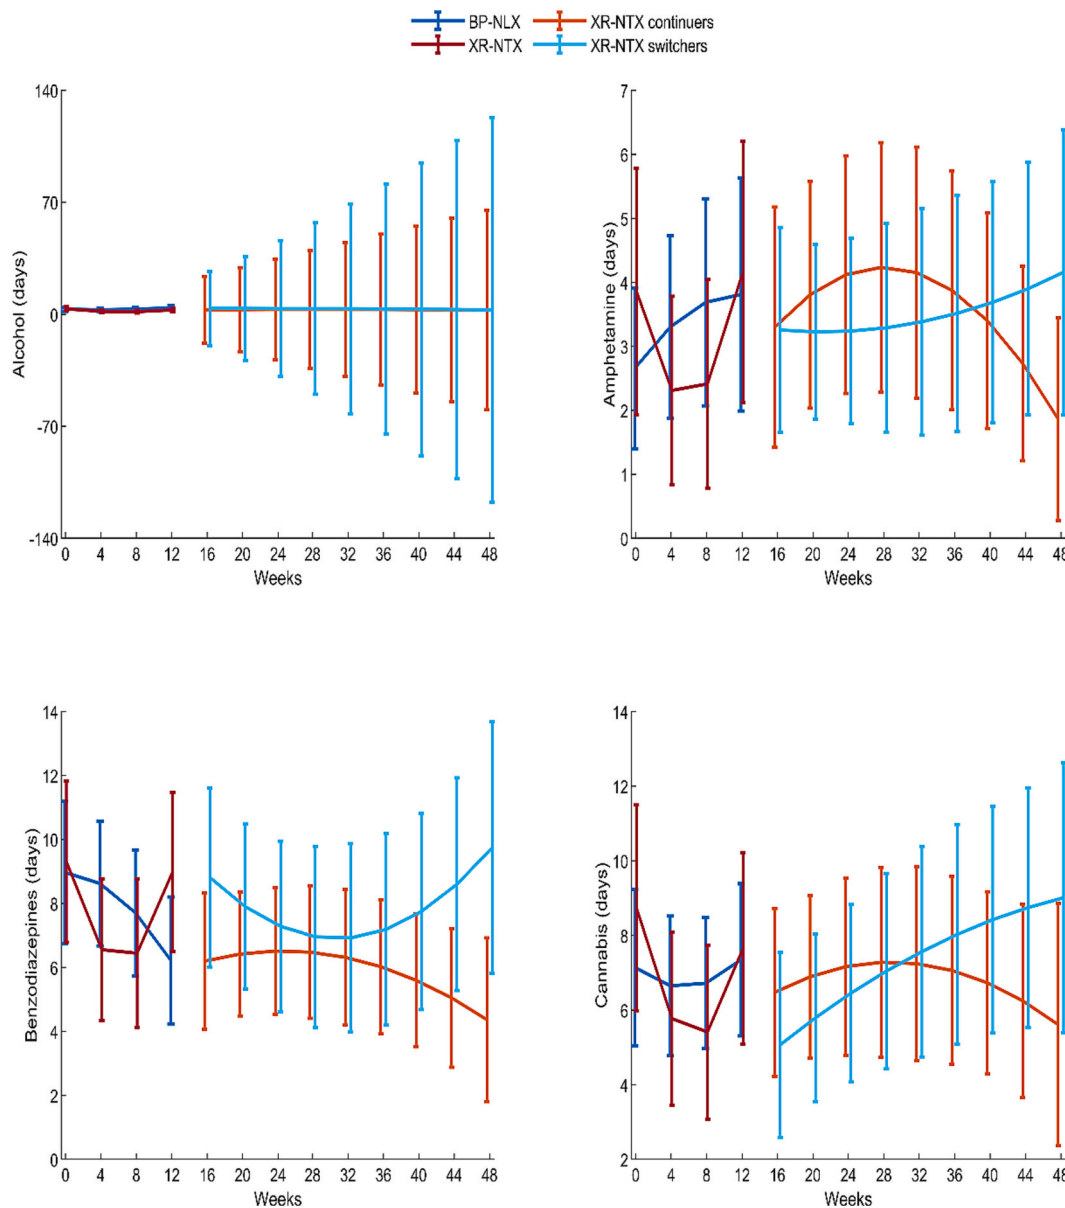 BP-NLX XR-NTX continuers
XR-NTX XR-NTX switchers
Alcohol (days)
140
70
0
-70
-140
0 4 8 12 16 20 24 28 32 36 40 44 48
Weeks
Amphetamine (days)
7
6
5
4
3
2
1
0
0 4 8 12 16 20 24 28 32 36 40 44 48
Weeks
Benzodiazepines (days)
14
12
10
8
6
4
2
0
0 4 8 12 16 20 24 28 32 36 40 44 48
Weeks
Cannabis (days)
14
12
10
8
6
4
2
0 4 8 12 16 20 24 28 32 36 40 44 48
Weeks